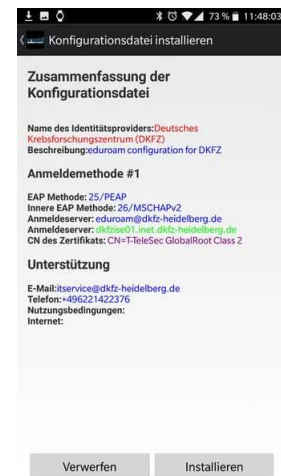 73 % 11:48:03
Konfigurationsdatei installieren
Zusammenfassung der
Konfigurationsdatei
Name des Identitätsproviders:Deutsches
Krebsforschungszentrum (DKFZ)
Beschreibung:eduroam configuration for DKFZ
Anmeldemethode #1
EAP Methode: 25/PEAP
Innere EAP Methode: 26/MSCHAPv2
Anmeldeserver: eduroam@dkfz-heidelberg.de
Anmeldeserver: dkfzise01.inet.dkfz-heidelberg.de
CN des Zertifikats: CN=T-TeleSec GlobalRoot Class 2
Unterstützung
E-Mail:itservice@dkfz-heidelberg.de
Telefon:+496221422376
Nutzungsbedingungen:
Internet:
Verwerfen Installieren